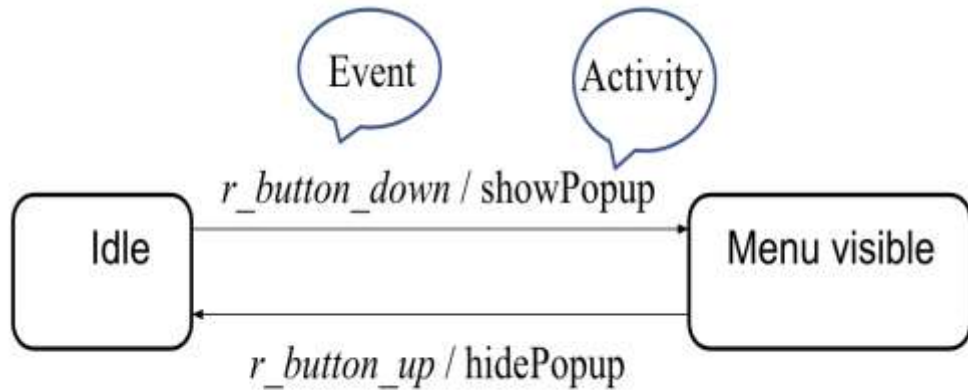 Event
Activity
r_button_down / showPopup
Idle
Menu visible
r_button_up / hidePopup